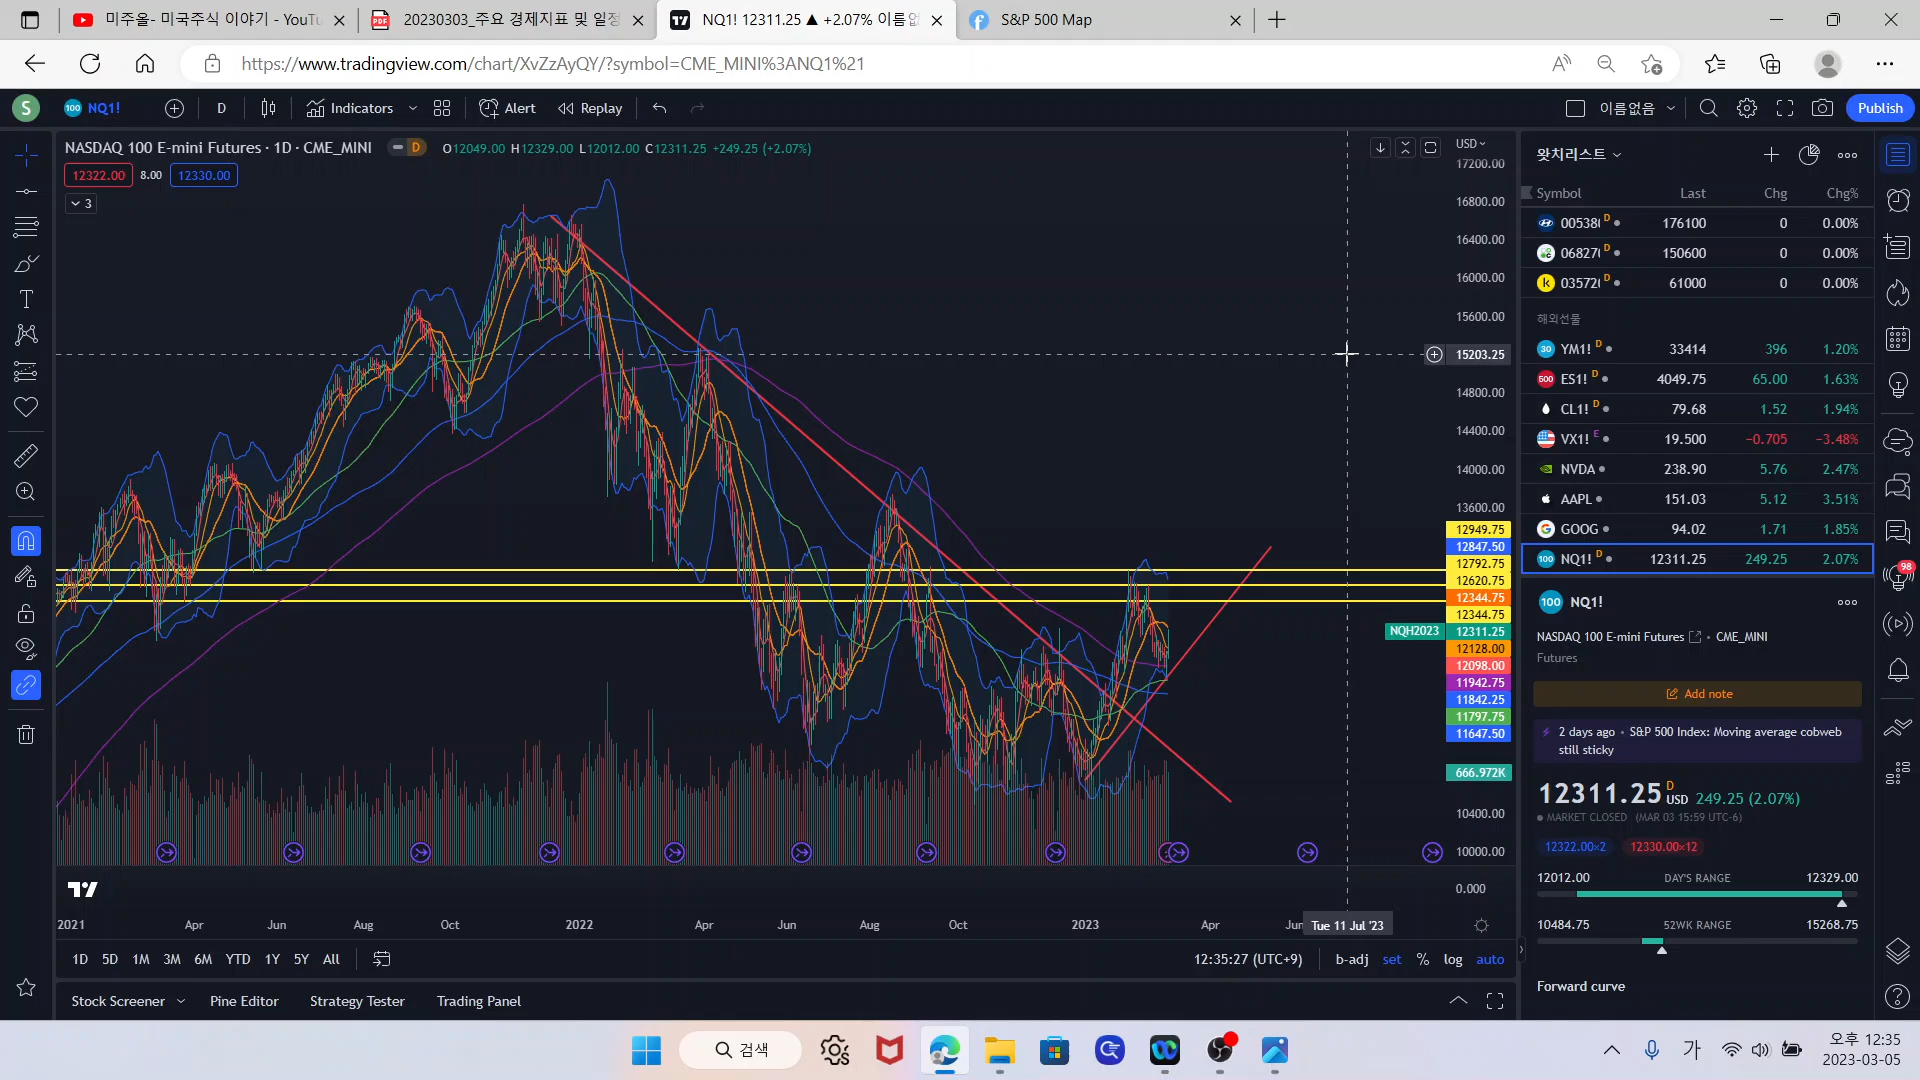 미주올- 미국주식 이야기 - YouTu
20230303_주요 경제지표 및 일정
NQ1! 12311.25 ▲ +2.07% 이름없
S&P 500 Map
https://www.tradingview.com/chart/XvZzAyQY/?symbol=CME_MINI%3ANQ1%21
S
NQ1!
D
Indicators
Alert
Replay
이름없음
Publish
NASDAQ 100 E-mini Futures · 1D · CME_MINI
D
O12049.00 H12329.00 L12012.00 C12311.25 +249.25 (+2.07%)
12322.00 8.00 12330.00
3
USD
17200.00
16800.00
16400.00
16000.00
15600.00
15203.25
14800.00
14400.00
14000.00
13600.00
12949.75
12847.50
12792.75
12620.75
12344.75
12344.75
NQH2023 12311.25
12128.00
12098.00
11942.75
11842.25
11797.75
11647.50
666.972K
10400.00
10000.00
0.000
2021 Apr Jun Aug Oct 2022 Apr Jun Aug Oct 2023 Apr Jun Tue 11 Jul '23
1D 5D 1M 3M 6M YTD 1Y 5Y All
12:35:27 (UTC+9) b-adj set % log auto
Stock Screener Pine Editor Strategy Tester Trading Panel
왓치리스트
Symbol Last Chg Chg%
00538 D 176100 0 0.00%
06827 D 150600 0 0.00%
03572 D 61000 0 0.00%
해외선물
YM1! D 33414 396 1.20%
ES1! D 4049.75 65.00 1.63%
CL1! D 79.68 1.52 1.94%
VX1! E 19.500 −0.705 −3.48%
NVDA 238.90 5.76 2.47%
AAPL 151.03 5.12 3.51%
GOOG 94.02 1.71 1.85%
NQ1! D 12311.25 249.25 2.07%
100 NQ1!
NASDAQ 100 E-mini Futures • CME_MINI
Futures
Add note
2 days ago • S&P 500 Index: Moving average cobweb
still sticky
12311.25 D USD 249.25 (2.07%)
MARKET CLOSED (MAR 03 15:59 UTC-6)
12322.00×2 12330.00×12
12012.00 DAY'S RANGE 12329.00
10484.75 52WK RANGE 15268.75
Forward curve
98
검색
가
오후 12:35
2023-03-05